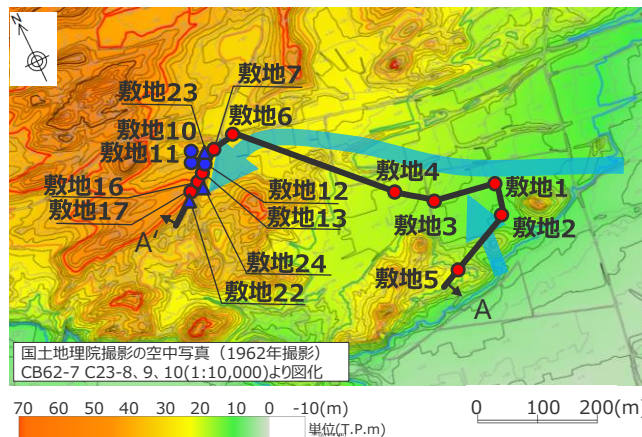 N
敷地7
敷地23
敷地6
敷地10
敷地11
敷地4
敷地1
敷地16
敷地12
敷地17
敷地13
敷地3
敷地2
A'
敷地24
敷地5
敷地22
A
国土地理院撮影の空中写真（1962年撮影）
CB62-7 C23-8、9、10(1:10,000)より図化
70 60 50 40 30 20 10 0 -10(m)
単位(T.P.m)
0 100 200(m)